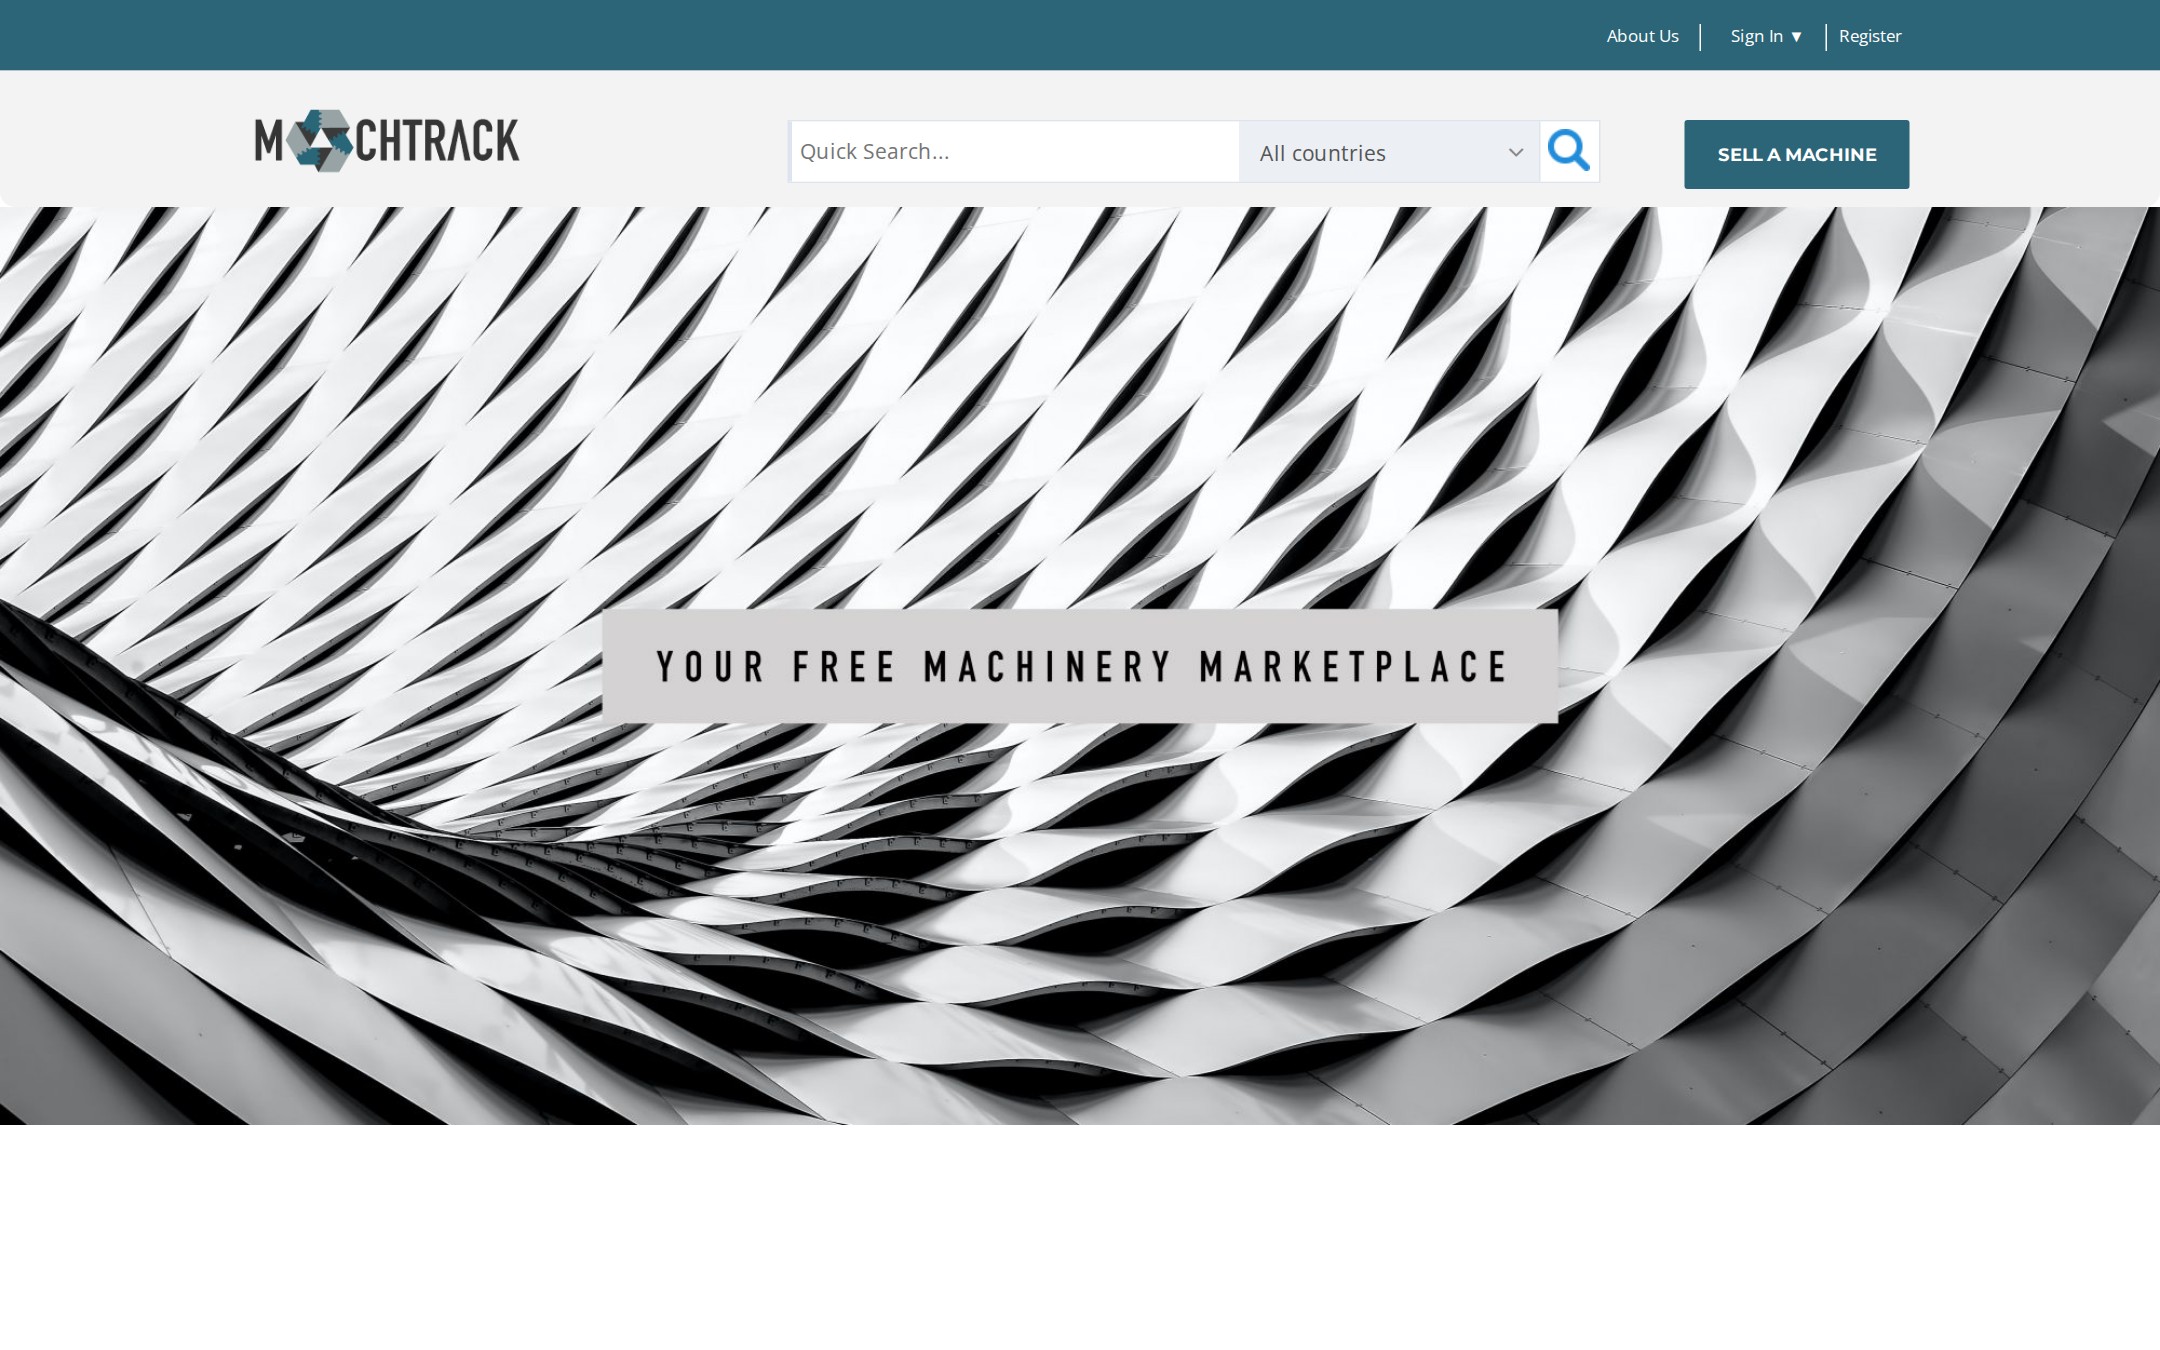 About Us
Sign In ▼
Register
MACHTRACK
Quick Search...
All countries
SELL A MACHINE
YOUR FREE MACHINERY MARKETPLACE